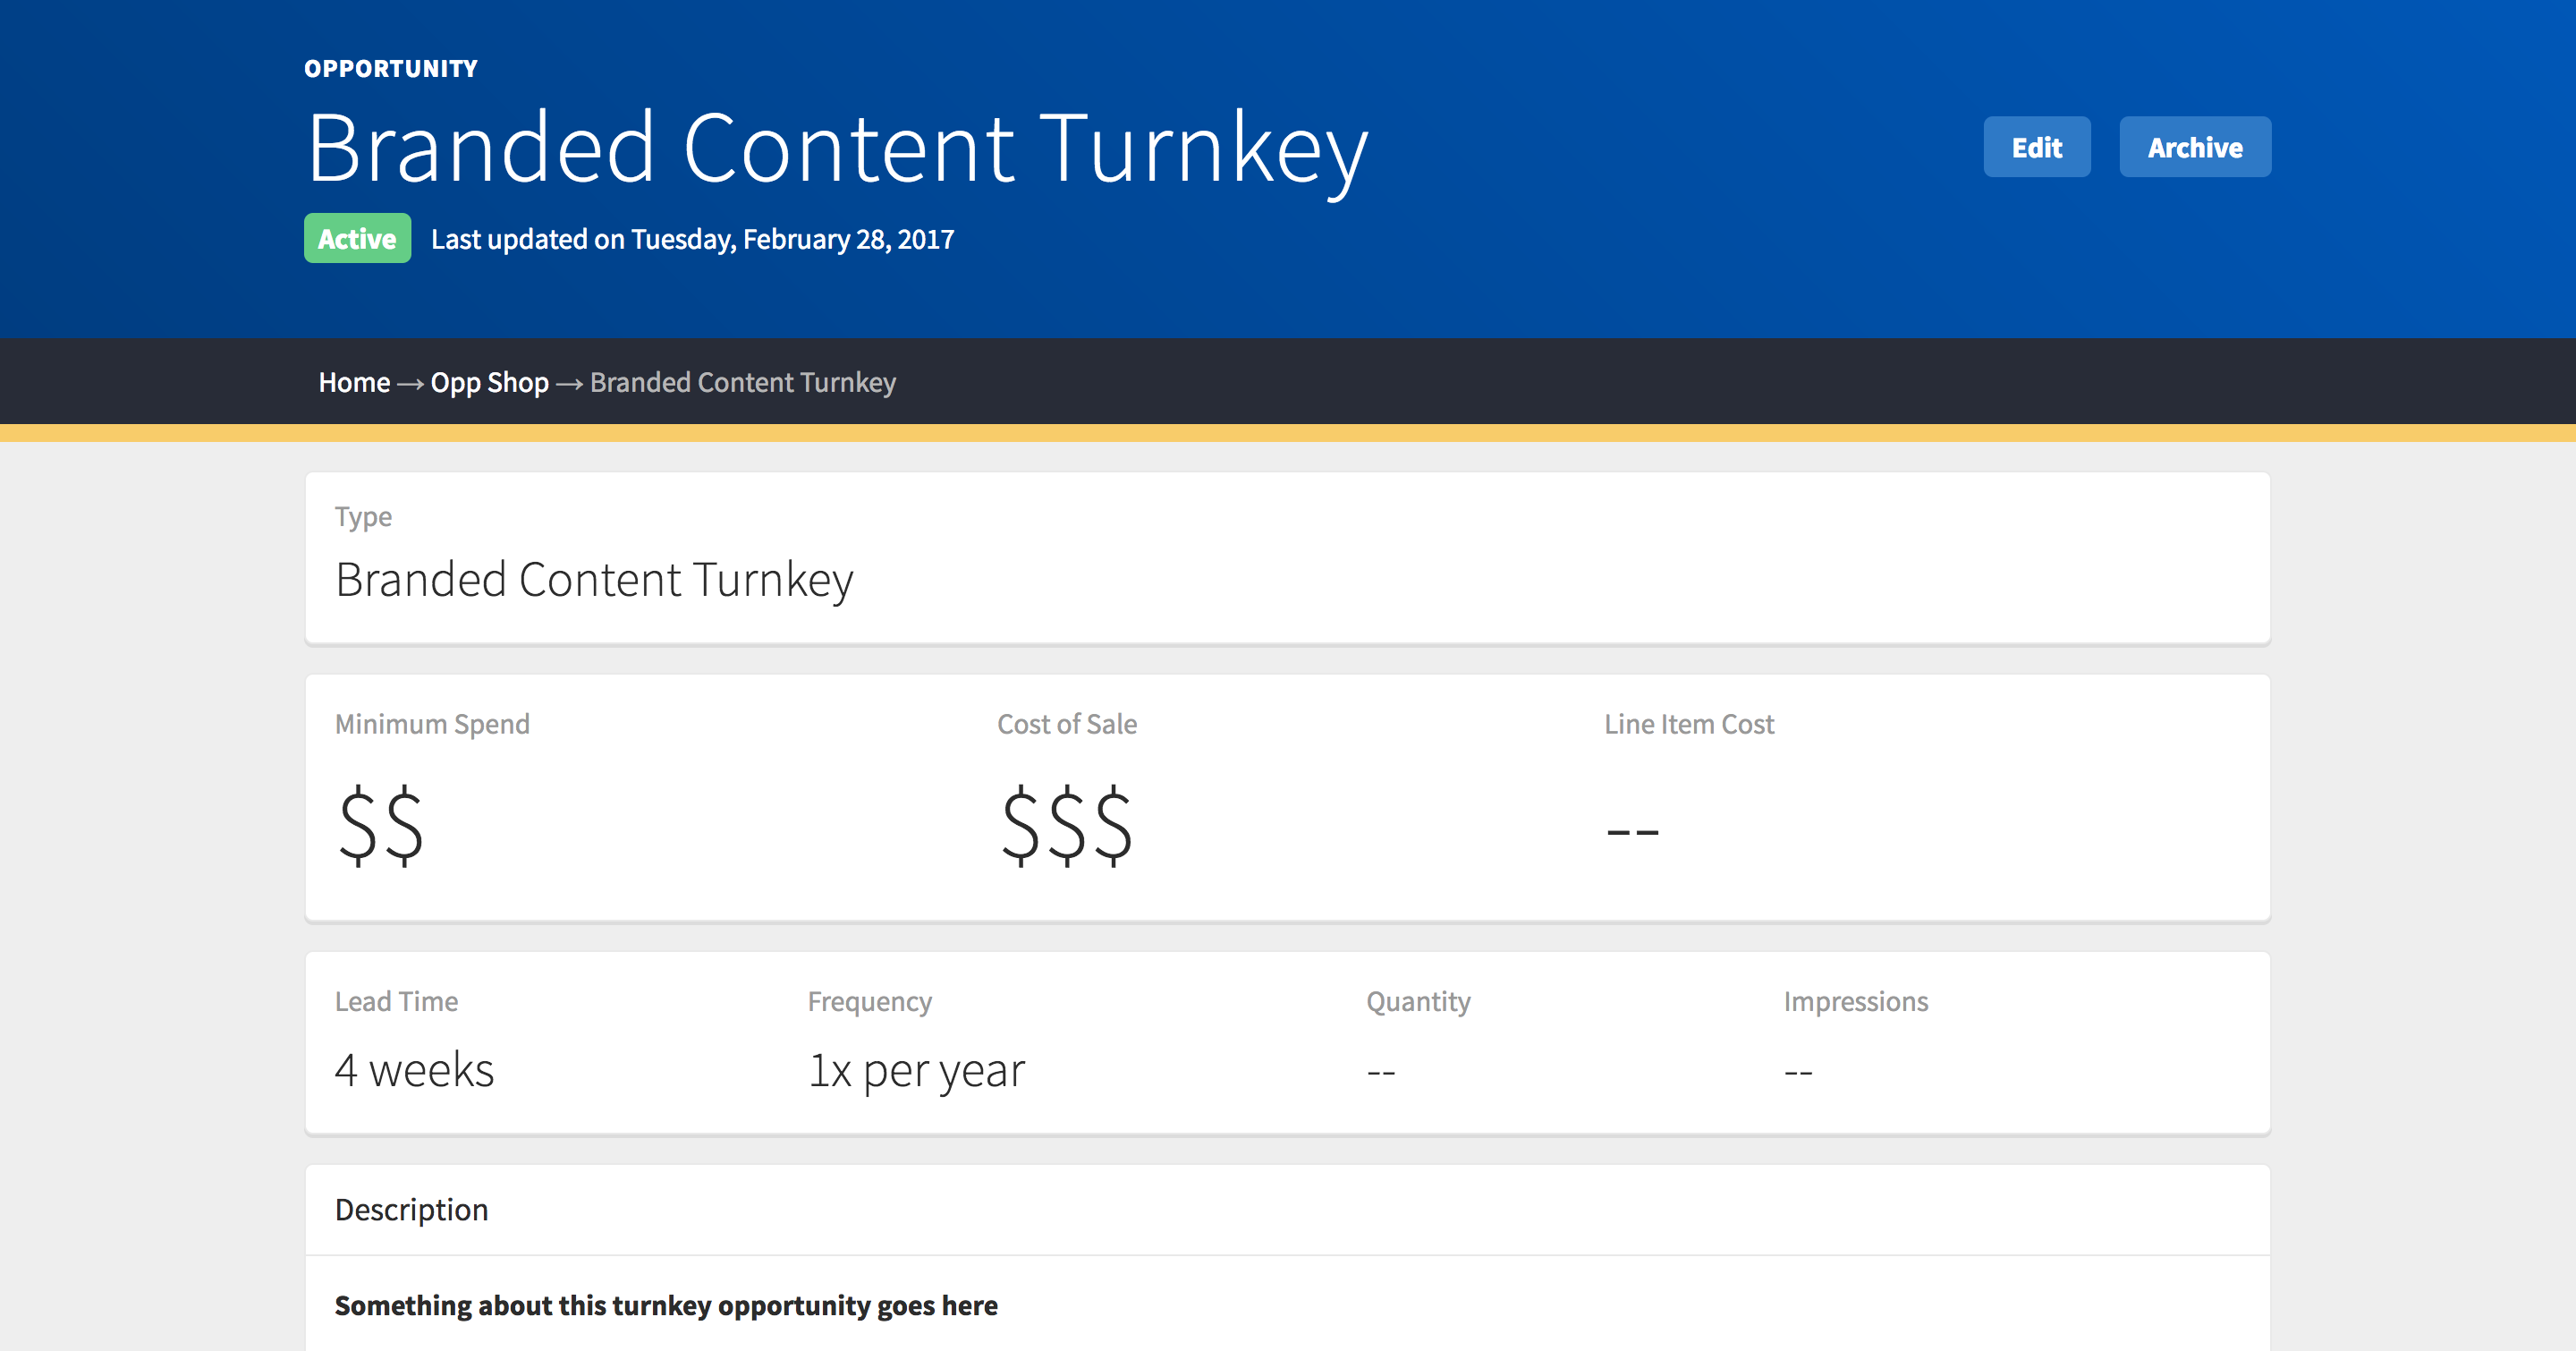 OPPORTUNITY
Branded Content Turnkey
Edit
Archive
Active Last updated on Tuesday, February 28, 2017
Home → Opp Shop → Branded Content Turnkey
Type
Branded Content Turnkey
Minimum Spend
$$
Cost of Sale
$$$
Line Item Cost
--
Lead Time
4 weeks
Frequency
1x per year
Quantity
--
Impressions
--
Description
Something about this turnkey opportunity goes here